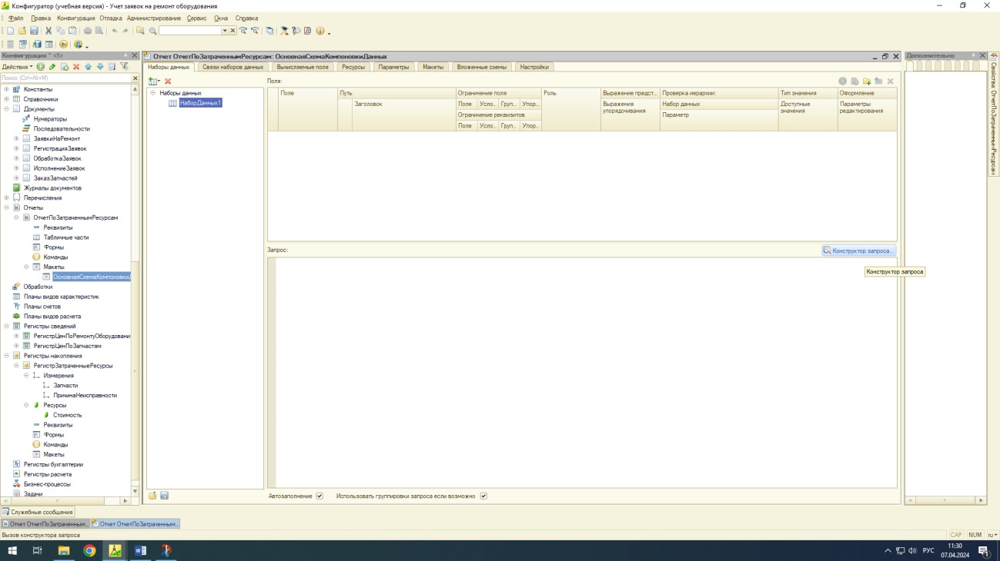 Конфигуратор (учебная версия) - Учет заявок на ремонт оборудования
Файл Правка Конфигурация Отладка Администрирование Сервис Окна Справка
Конфигурация * <!>
Действия
Поиск (Ctrl+Alt+M)
Константы
Справочники
Документы
Нумераторы
Последовательности
ЗаявкиНаРемонт
РегистрацияЗаявок
ОбработкаЗаявок
ИсполнениеЗаявок
ЗаказЗапчастей
Журналы документов
Перечисления
Отчеты
ОтчетПоЗатраченнымРесурсам
Реквизиты
Табличные части
Формы
Команды
Макеты
ОсновнаяСхемаКомпоновкиД
Обработки
Планы видов характеристик
Планы счетов
Планы видов расчета
Регистры сведений
РегистрЦенПоРемонтуОборудовани
РегистрЦенПоЗапчастям
Регистры накопления
РегистрЗатраченныеРесурсы
Измерения
Запчасти
ПричинаНеисправности
Ресурсы
Стоимость
Реквизиты
Формы
Команды
Макеты
Регистры бухгалтерии
Регистры расчета
Бизнес-процессы
Задачи
Отчет ОтчетПоЗатраченнымРесурсам: ОсновнаяСхемаКомпоновкиДанных
Наборы данных Связи наборов данных Вычисляемые поля Ресурсы Параметры Макеты Вложенные схемы Настройки
Наборы данных
НаборДанных1
Поля:
Поле Путь Ограничение поля Роль Выражение предст... Проверка иерархии: Тип значения Оформление
Заголовок Поле Усло... Груп... Упор... Выражения упорядочивания Набор данных Доступные значения Параметры редактирования
Ограничение реквизитов Параметр
Поле Усло... Груп... Упор...
Запрос:
Конструктор запроса...
Конструктор запроса
Автозаполнение Использовать группировки запроса если возможно
Дополнительно
Свойства: ОтчетПоЗатраченнымРесурсам
Служебные сообщения
Отчет ОтчетПоЗатраченным... Отчет ОтчетПоЗатраченным...
Вызов конструктора запроса
CAP NUM ru
РУС
11:30
07.04.2024